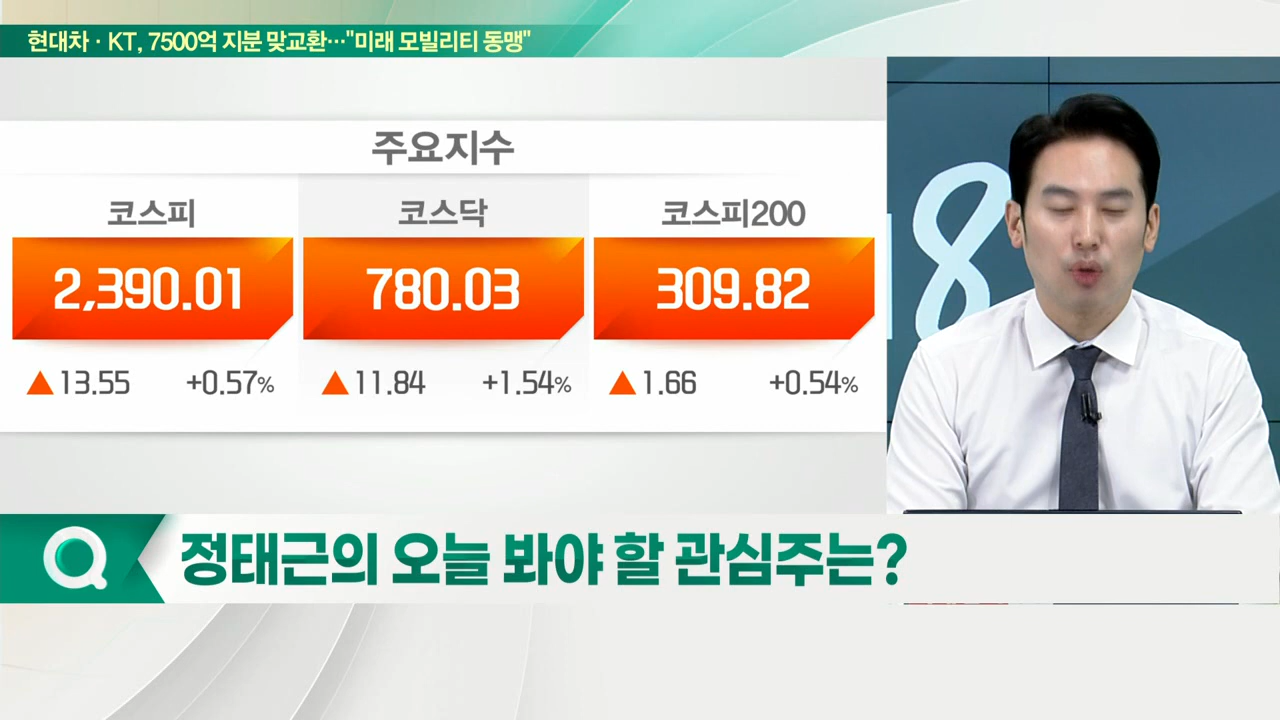 현대차·KT, 7500억 지분 맞교환…"미래 모빌리티 동맹"
주요지수
코스피 코스닥 코스피200
2,390.01 780.03 309.82
▲13.55 +0.57% ▲11.84 +1.54% ▲1.66 +0.54%
8
Q 정태근의 오늘 봐야 할 관심주는?